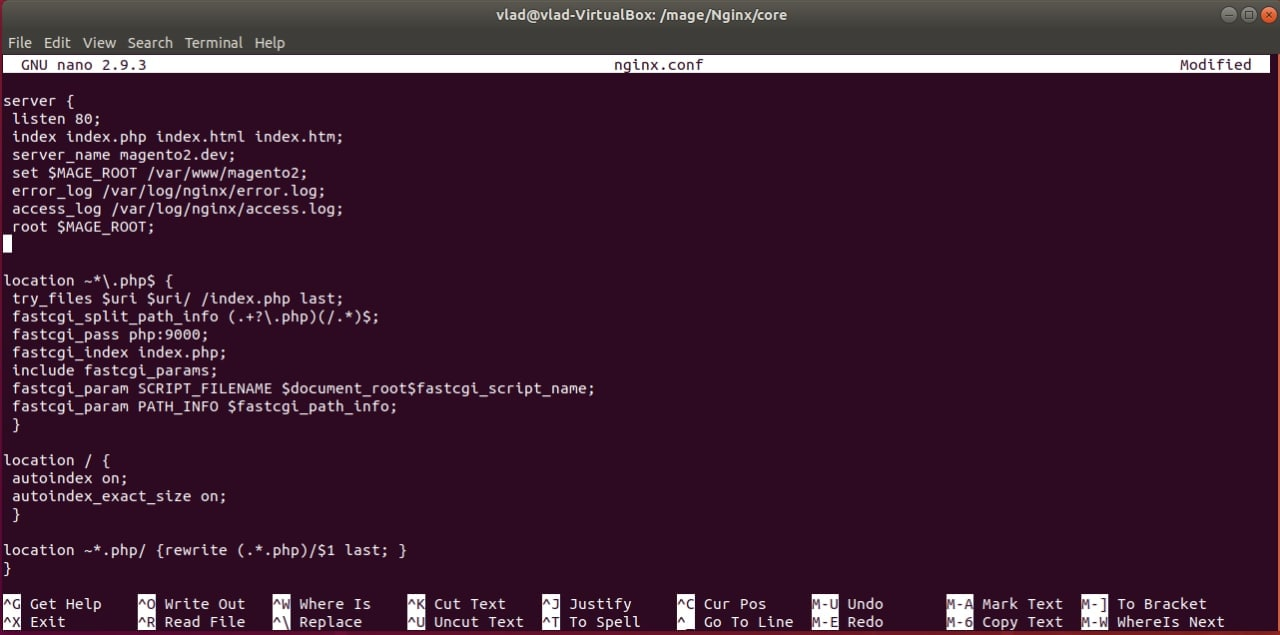 vlad@vlad-VirtualBox: /mage/Nginx/core
File Edit View Search Terminal Help
GNU nano 2.9.3 nginx.conf Modified
server {
listen 80;
index index.php index.html index.htm;
server_name magento2.dev;
set $MAGE_ROOT /var/www/magento2;
error_log /var/log/nginx/error.log;
access_log /var/log/nginx/access.log;
root $MAGE_ROOT;
location ~*\.php$ {
try_files $uri $uri/ /index.php last;
fastcgi_split_path_info (.+?\.php)(/.*)$;
fastcgi_pass php:9000;
fastcgi_index index.php;
include fastcgi_params;
fastcgi_param SCRIPT_FILENAME $document_root$fastcgi_script_name;
fastcgi_param PATH_INFO $fastcgi_path_info;
}
location / {
autoindex on;
autoindex_exact_size on;
}
location ~*.php/ {rewrite (.*.php)/$1 last; }
}
^G Get Help ^O Write Out ^W Where Is ^K Cut Text ^J Justify ^C Cur Pos M-U Undo M-A Mark Text M-] To Bracket
^X Exit ^R Read File ^\ Replace ^U Uncut Text ^T To Spell ^_ Go To Line M-E Redo M-6 Copy Text M-W WhereIs Next